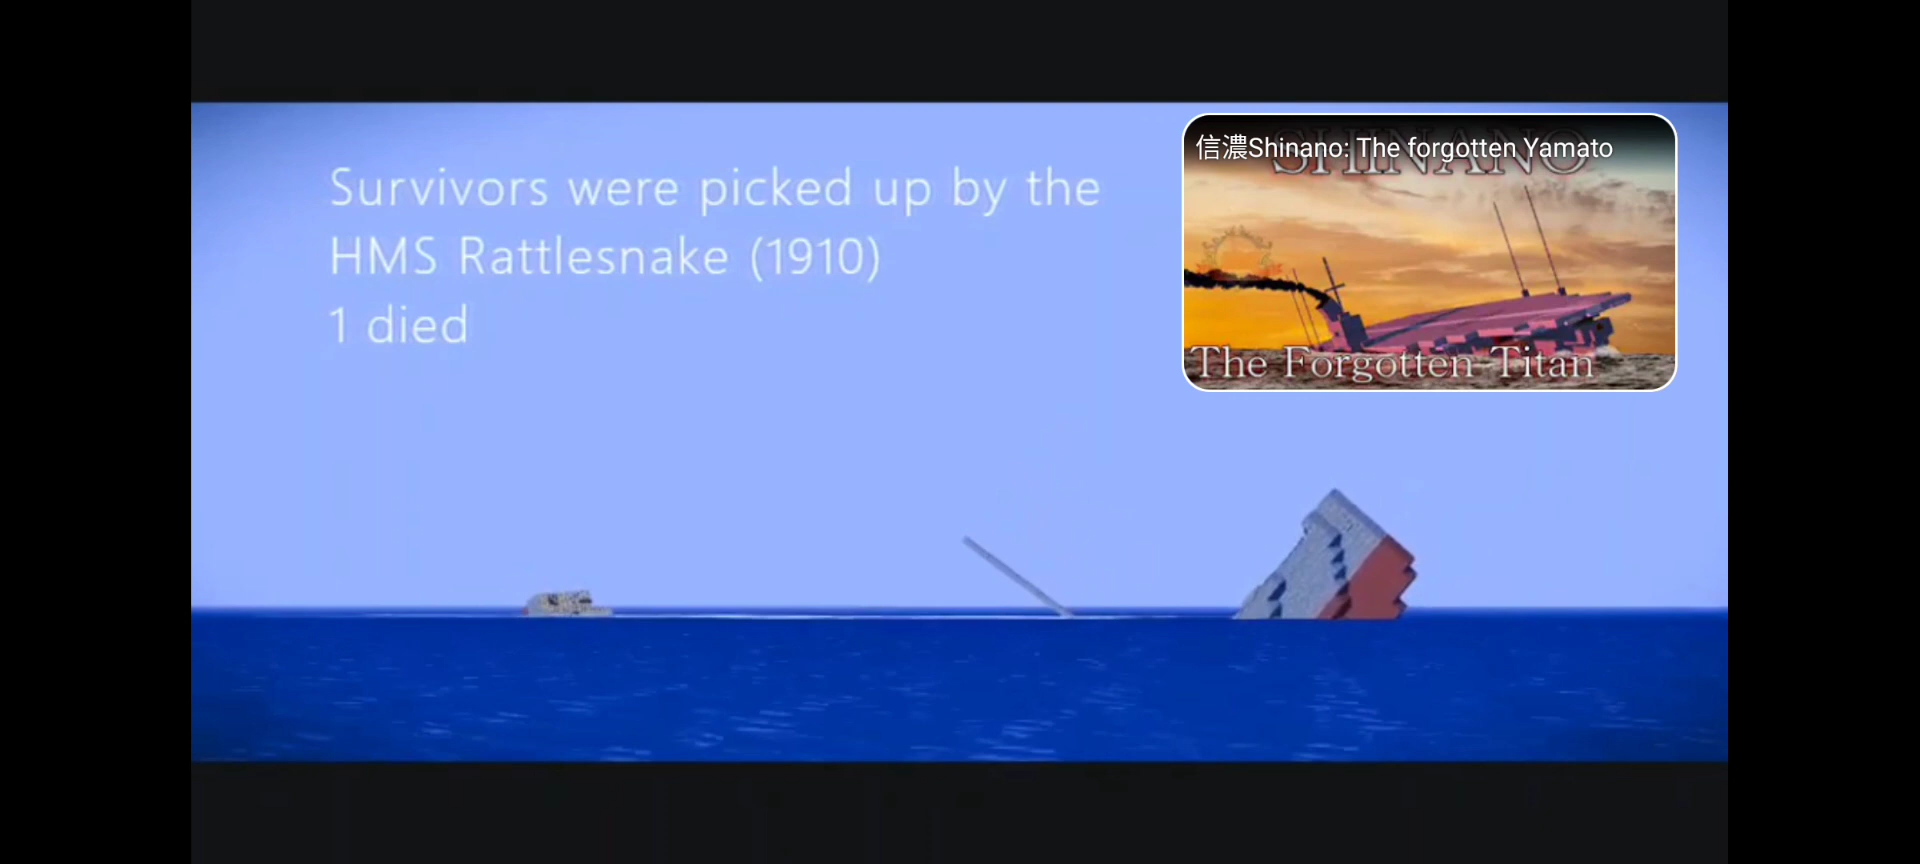 Survivors were picked up by the
HMS Rattlesnake (1910)
1 died
SHINANO
信濃Shinano: The forgotten Yamato
The Forgotten Titan